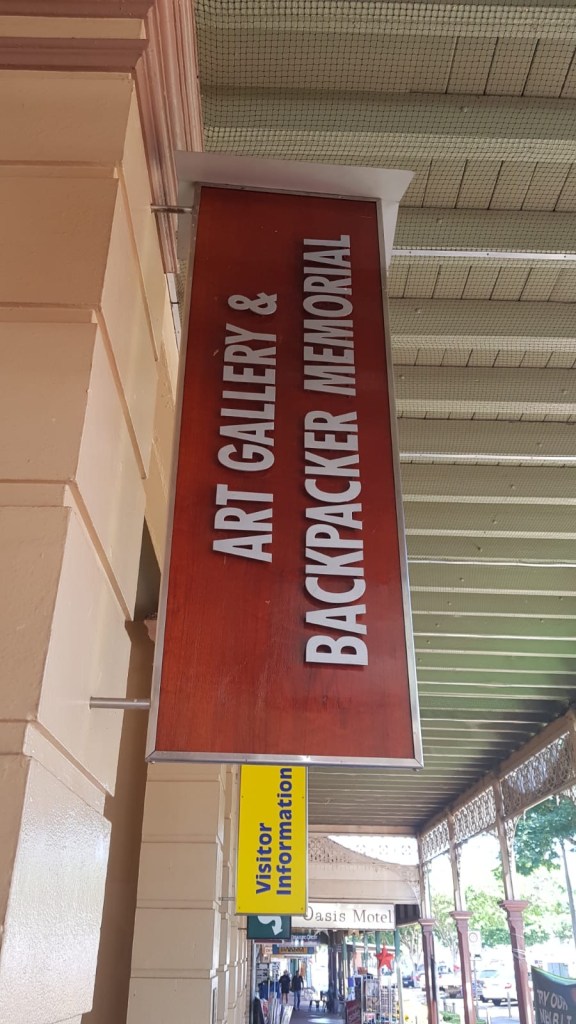 ART GALLERY &
BACKPACKER MEMORIAL
Visitor
Information
Oasis Motel